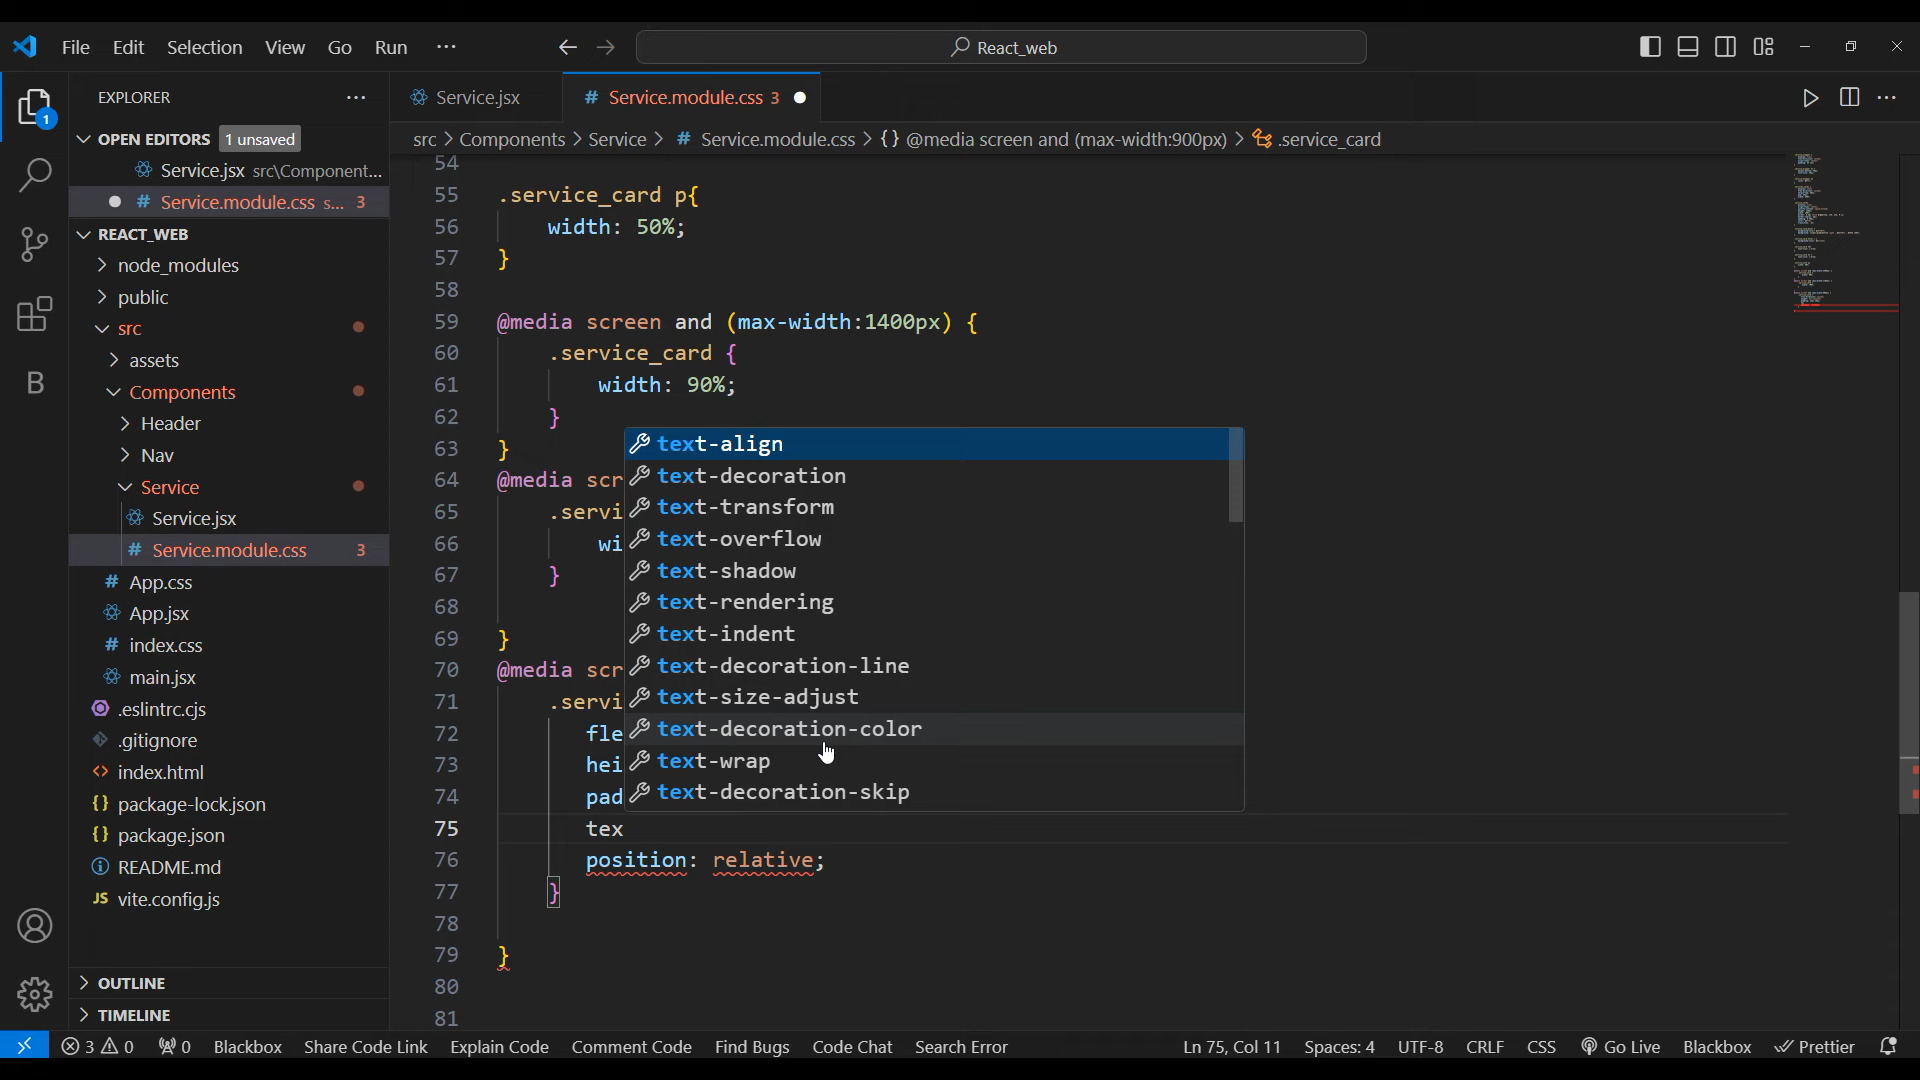 File Edit Selection View Go Run ··· React_web
EXPLORER ···
Service.jsx
# Service.module.css 3
OPEN EDITORS 1 unsaved
src > Components > Service > # Service.module.css > {} @media screen and (max-width:900px) > .service_card
Service.jsx src\Component...
# Service.module.css s... 3
REACT_WEB
node_modules
public
src
assets
Components
Header
Nav
Service
Service.jsx
# Service.module.css 3
# App.css
App.jsx
# index.css
main.jsx
.eslintrc.cjs
.gitignore
<> index.html
{} package-lock.json
{} package.json
README.md
JS vite.config.js
OUTLINE
TIMELINE
B
1
54
55 .service_card p{
56 width: 50%;
57 }
58
59 @media screen and (max-width:1400px) {
60 .service_card {
61 width: 90%;
62 }
63 }
64 @media scr
65 .servi
66 wi
67 }
68
69 }
70 @media scr
71 .servi
72 fle
73 hei
74 pad
75 tex
76 position: relative;
77 }
78
79 }
80
81
text-align
text-decoration
text-transform
text-overflow
text-shadow
text-rendering
text-indent
text-decoration-line
text-size-adjust
text-decoration-color
text-wrap
text-decoration-skip
3 0 0 Blackbox Share Code Link Explain Code Comment Code Find Bugs Code Chat Search Error Ln 75, Col 11 Spaces: 4 UTF-8 CRLF CSS Go Live Blackbox Prettier